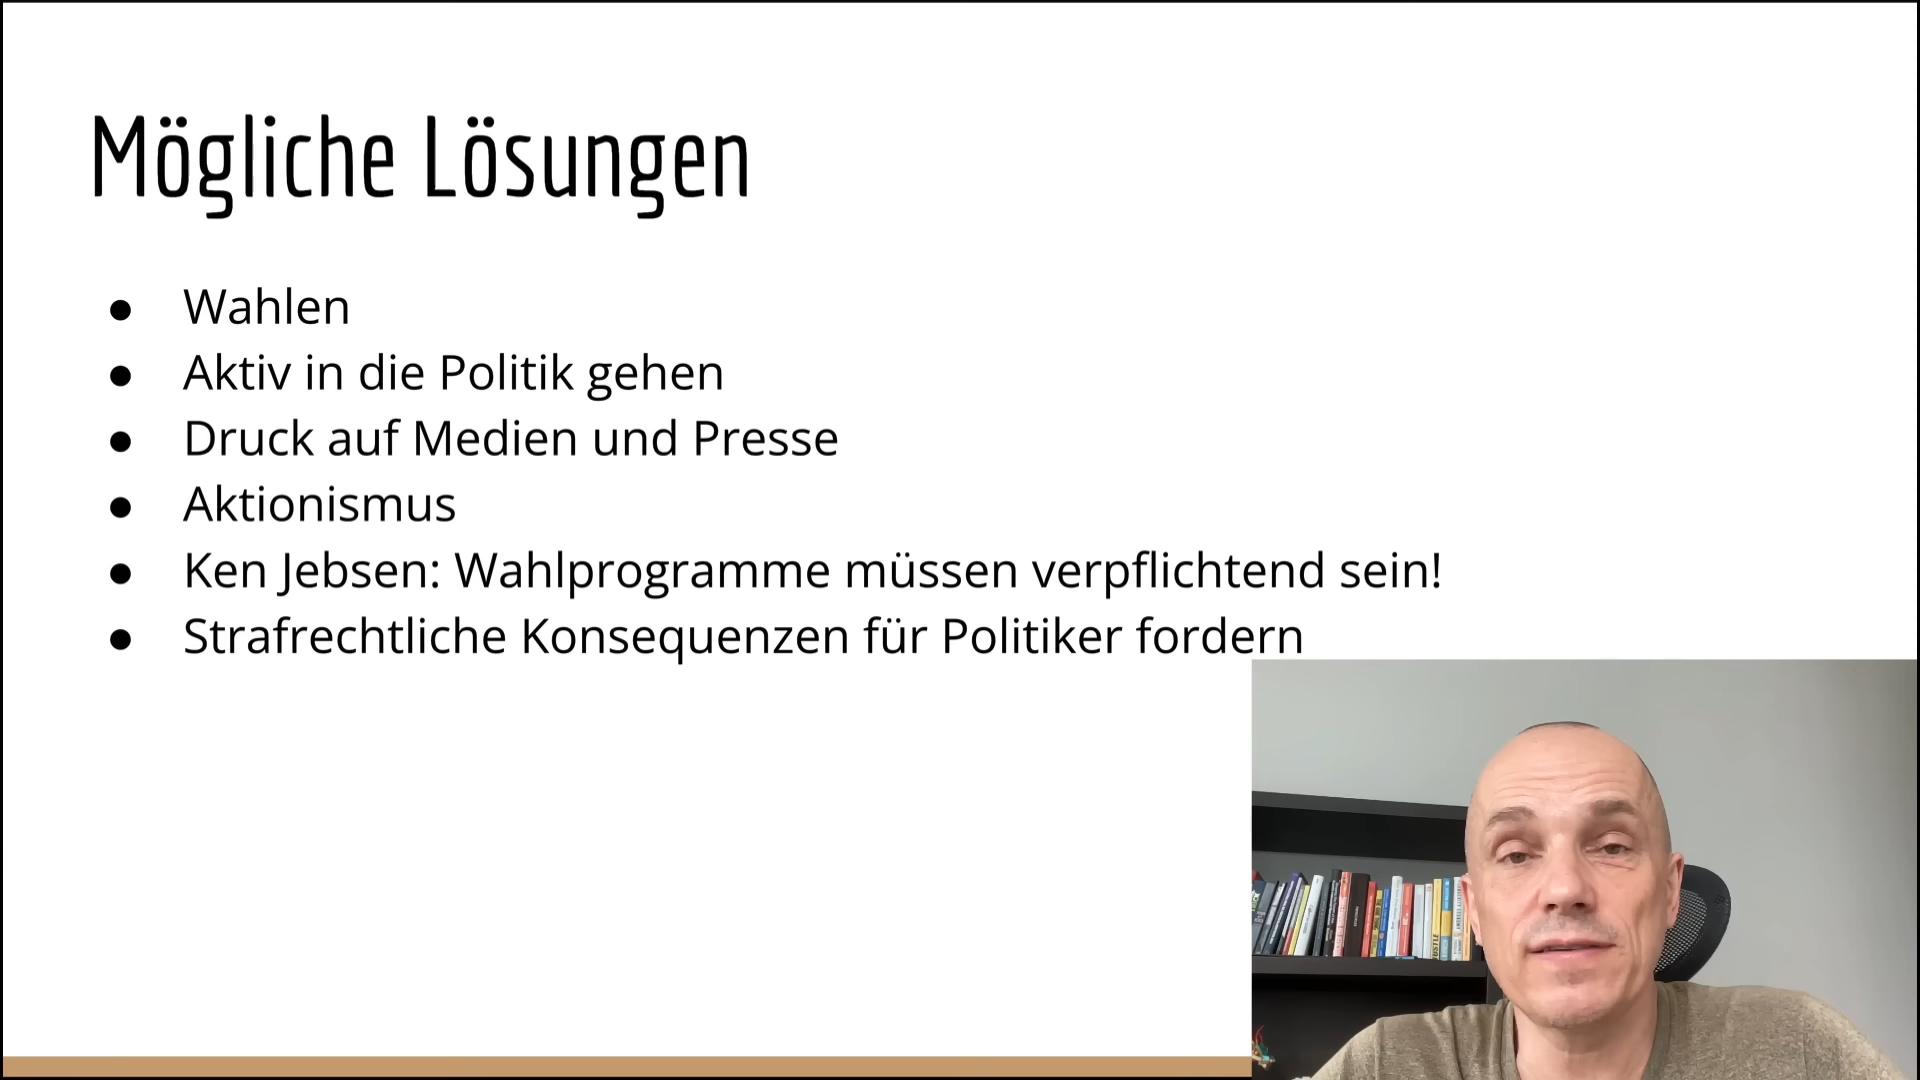 Mögliche Lösungen
● Wahlen
● Aktiv in die Politik gehen
● Druck auf Medien und Presse
● Aktionismus
● Ken Jebsen: Wahlprogramme müssen verpflichtend sein!
● Strafrechtliche Konsequenzen für Politiker fordern